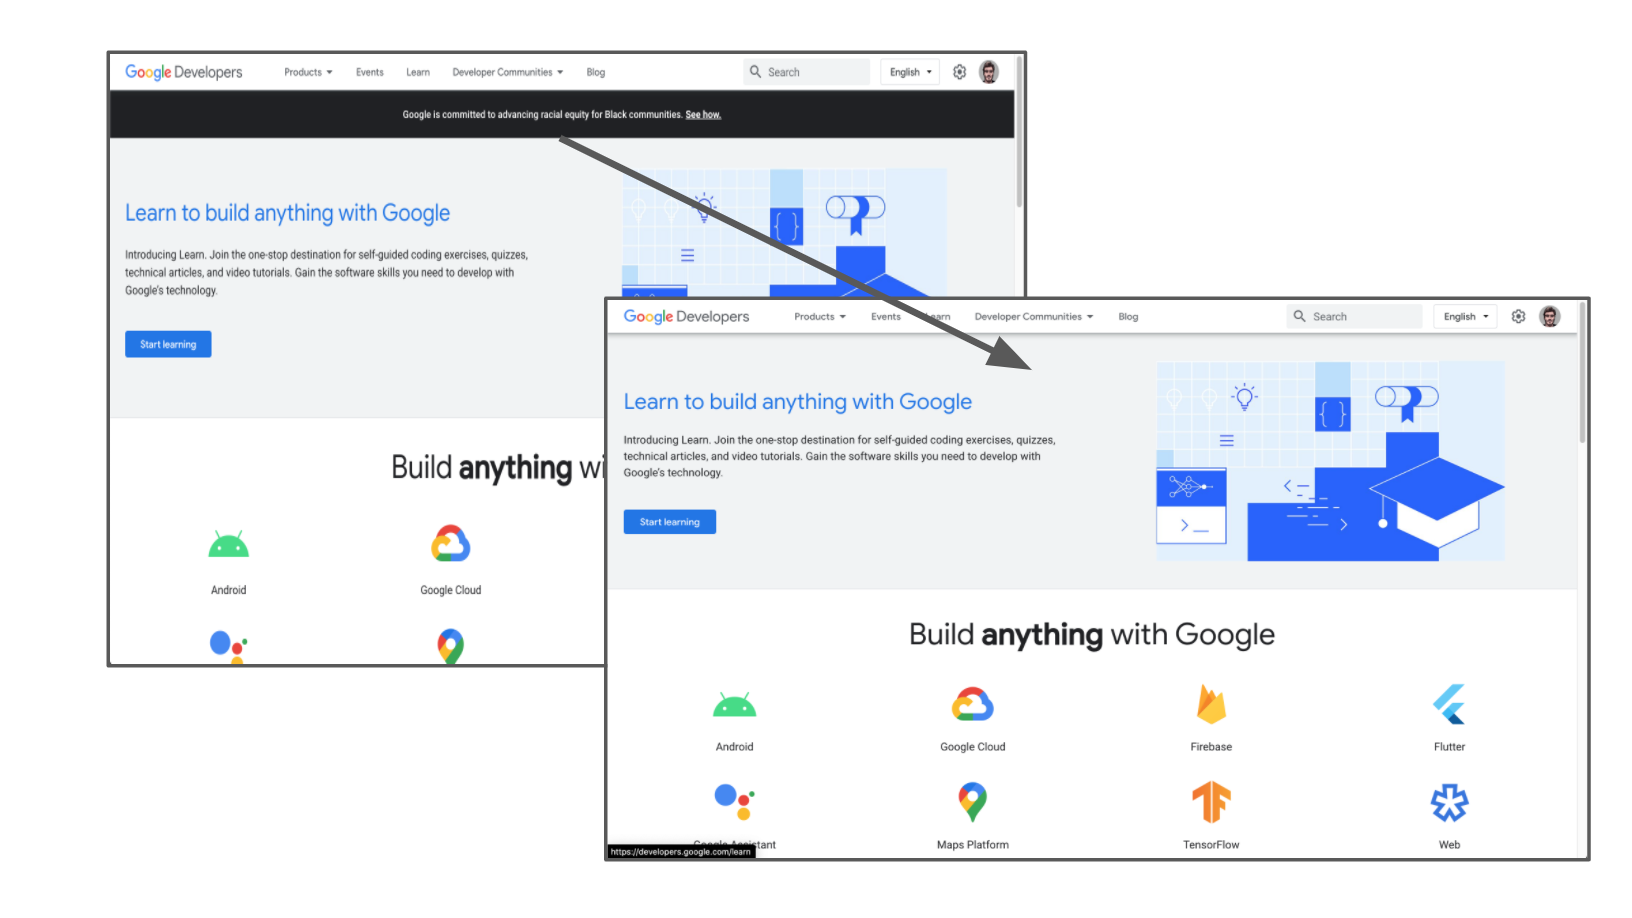 Google Developers Products Events Learn Developer Communities Blog Search English
Google is committed to advancing racial equity for Black communities. See how.
Learn to build anything with Google
Introducing Learn. Join the one-stop destination for self-guided coding exercises, quizzes,
technical articles, and video tutorials. Gain the software skills you need to develop with
Google's technology.
Start learning
Build anything wi
Android Google Cloud
Google Developers Products Events Learn Developer Communities Blog Search English
Learn to build anything with Google
Introducing Learn. Join the one-stop destination for self-guided coding exercises, quizzes,
technical articles, and video tutorials. Gain the software skills you need to develop with
Google's technology.
Start learning
Build anything with Google
Android Google Cloud Firebase Flutter
Google Assistant Maps Platform TensorFlow Web
https://developers.google.com/learn